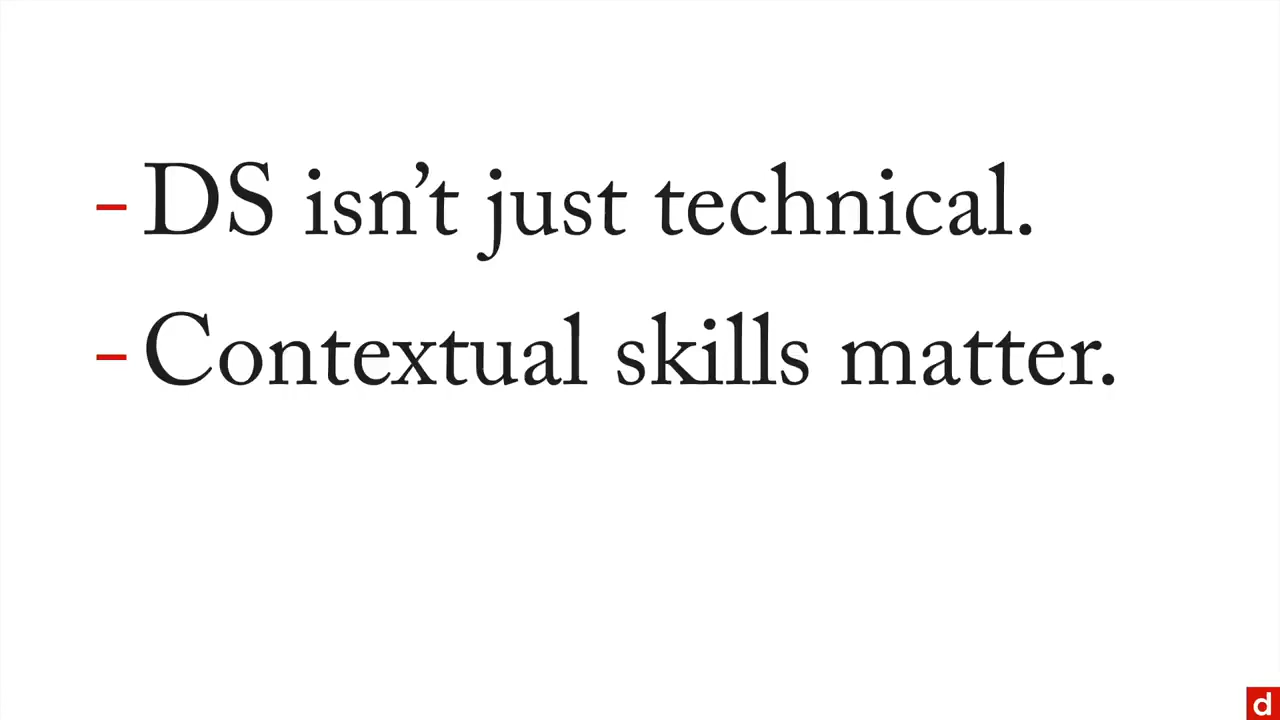 – DS isn’t just technical.
– Contextual skills matter.
d